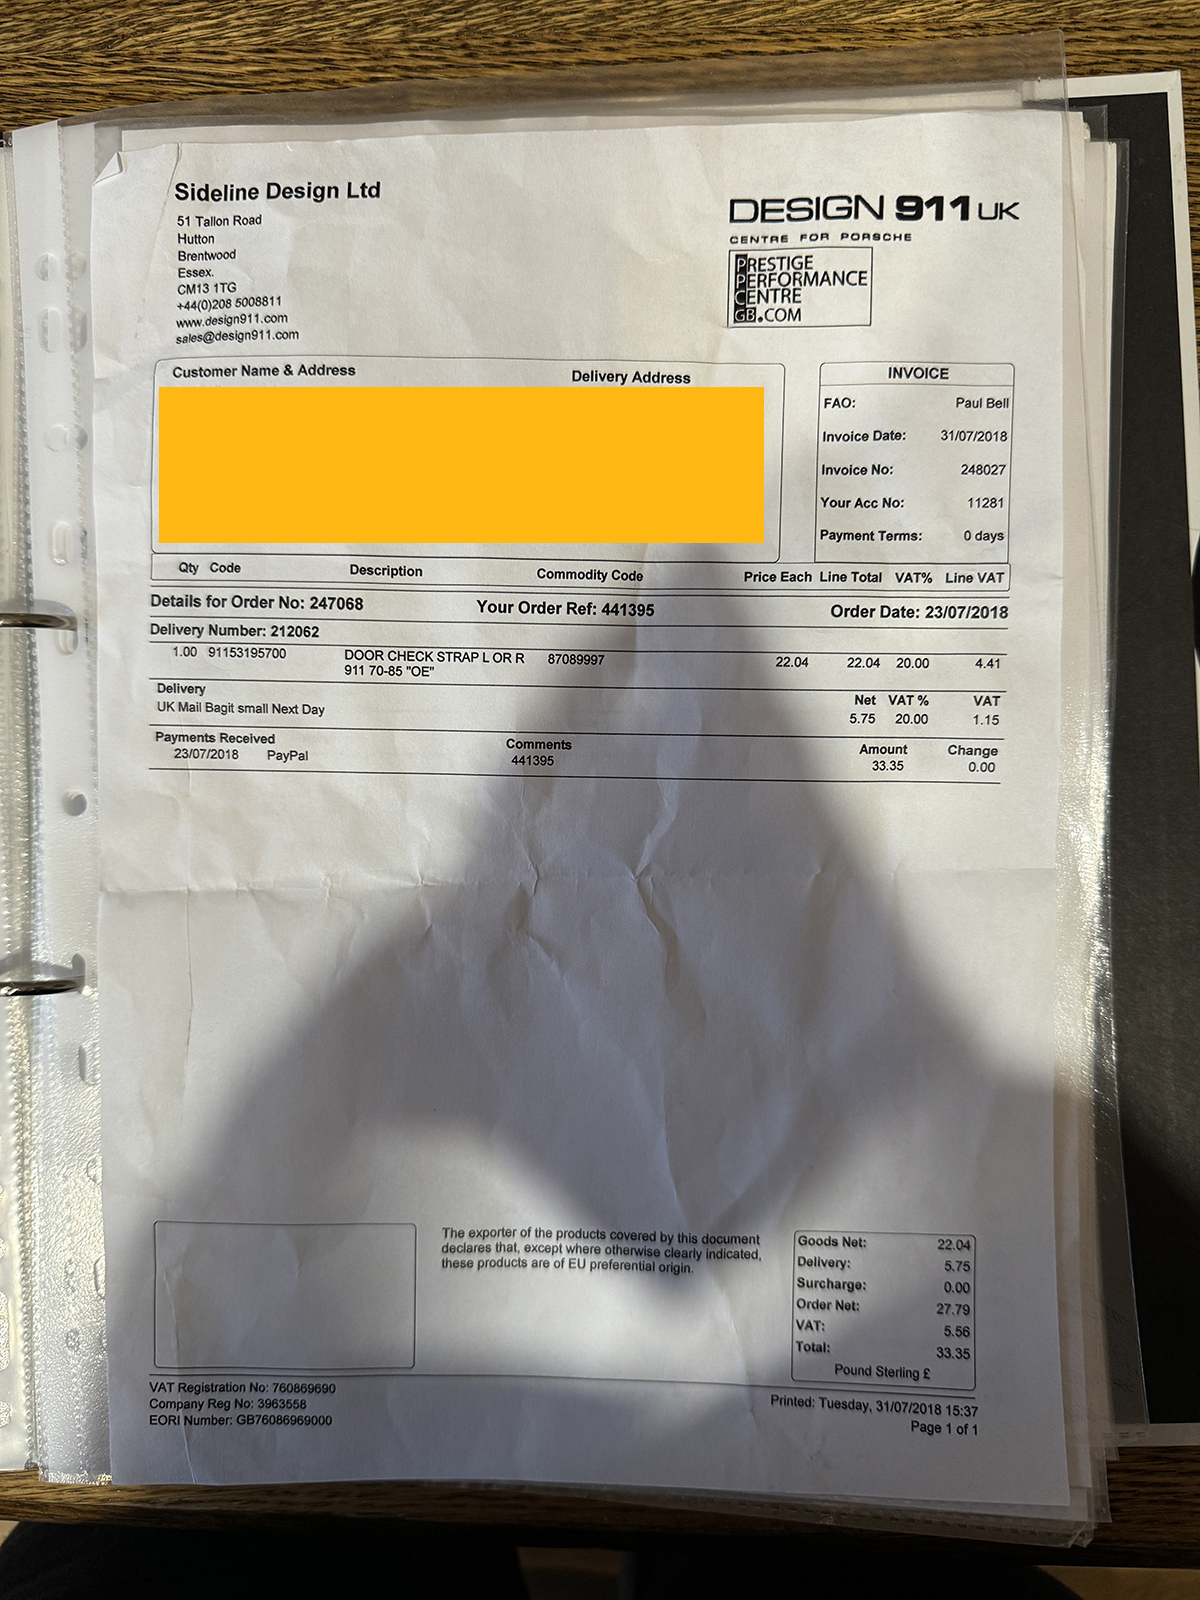 Sideline Design Ltd
51 Tallon Road
Hutton
Brentwood
Essex.
CM13 1TG
+44(0)208 5008811
www.design911.com
sales@design911.com
DESIGN 911 UK
CENTRE FOR PORSCHE
PRESTIGE
PERFORMANCE
CENTRE
GB.COM
Customer Name & Address Delivery Address
INVOICE
FAO: Paul Bell
Invoice Date: 31/07/2018
Invoice No: 248027
Your Acc No: 11281
Payment Terms: 0 days
Qty Code Description Commodity Code Price Each Line Total VAT% Line VAT
Details for Order No: 247068 Your Order Ref: 441395 Order Date: 23/07/2018
Delivery Number: 212062
1.00 91153195700 DOOR CHECK STRAP L OR R 87089997 22.04 22.04 20.00 4.41
911 70-85 "OE"
Delivery Net VAT % VAT
UK Mail Bagit small Next Day 5.75 20.00 1.15
Payments Received Comments Amount Change
23/07/2018 PayPal 441395 33.35 0.00
The exporter of the products covered by this document
declares that, except where otherwise clearly indicated,
these products are of EU preferential origin.
Goods Net: 22.04
Delivery: 5.75
Surcharge: 0.00
Order Net: 27.79
VAT: 5.56
Total: 33.35
Pound Sterling £
VAT Registration No: 760869690
Company Reg No: 3963558
EORI Number: GB76086969000
Printed: Tuesday, 31/07/2018 15:37
Page 1 of 1